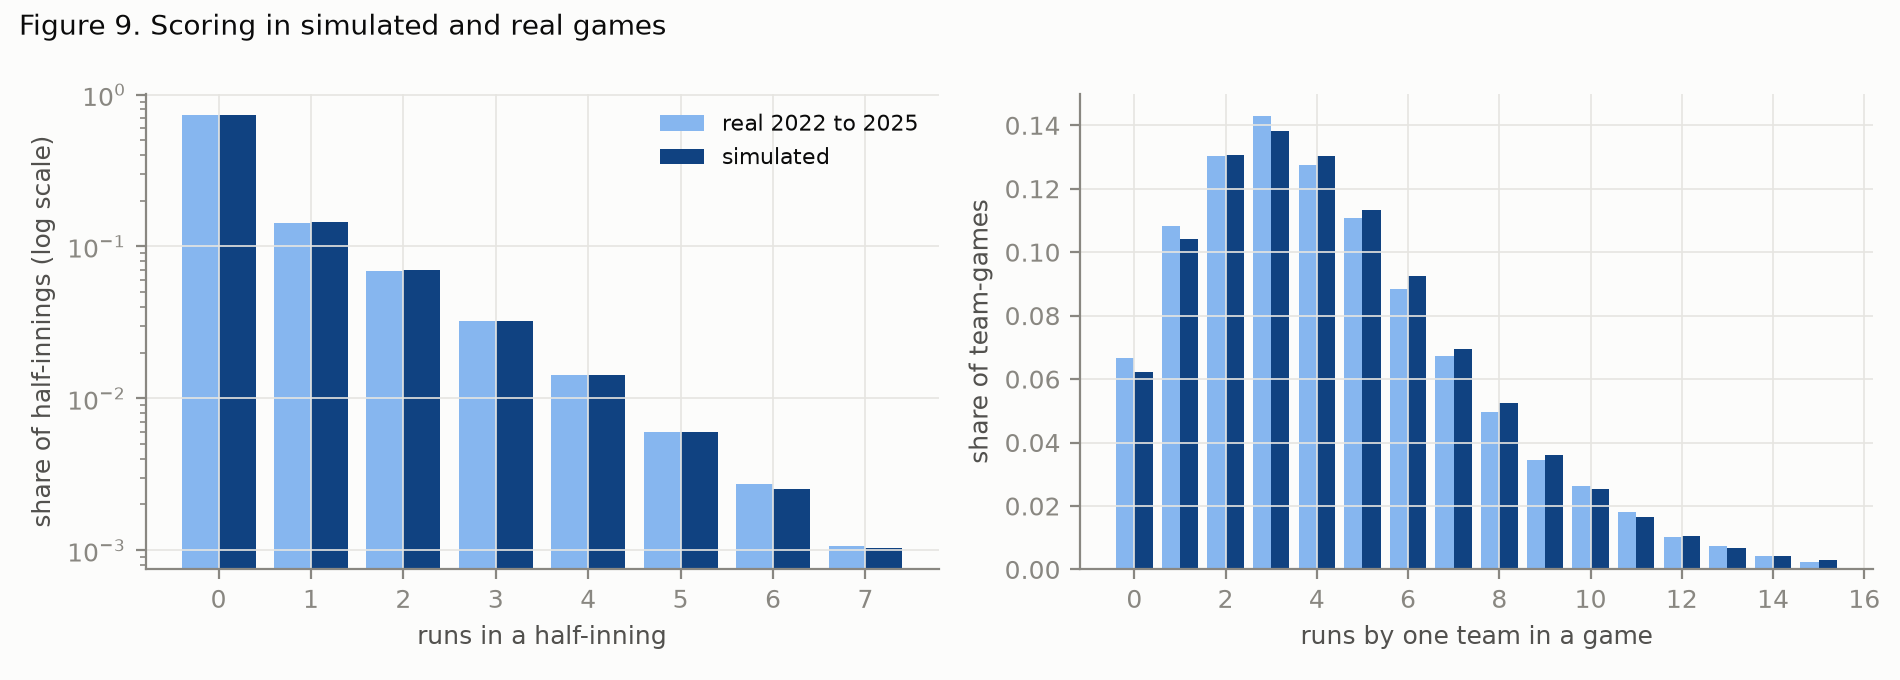 Figure 9. Scoring in simulated and real games
share of half-innings (log scale)
10⁰
10⁻¹
10⁻²
10⁻³
real 2022 to 2025
simulated
0 1 2 3 4 5 6 7
runs in a half-inning
share of team-games
0.14
0.12
0.10
0.08
0.06
0.04
0.02
0.00
0 2 4 6 8 10 12 14 16
runs by one team in a game